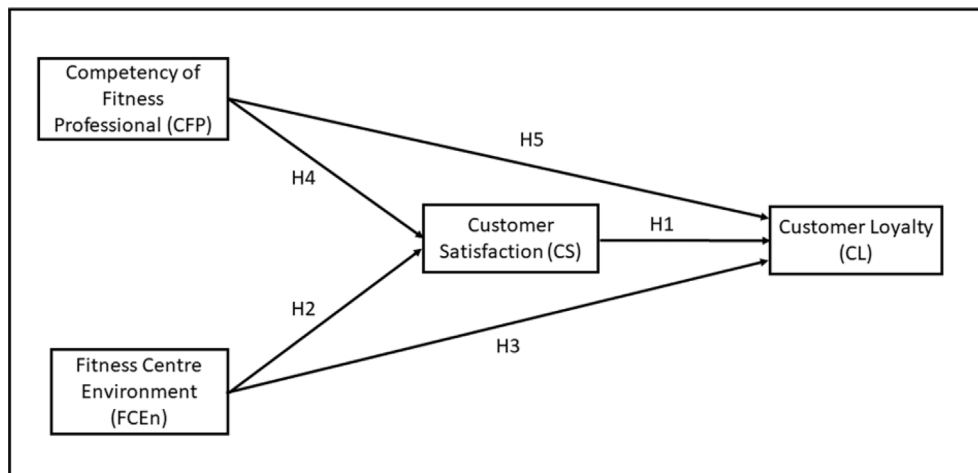 Competency of
Fitness
Professional (CFP)
H5
H4
Customer
Satisfaction (CS)
H1
Customer Loyalty
(CL)
H2
H3
Fitness Centre
Environment
(FCEn)